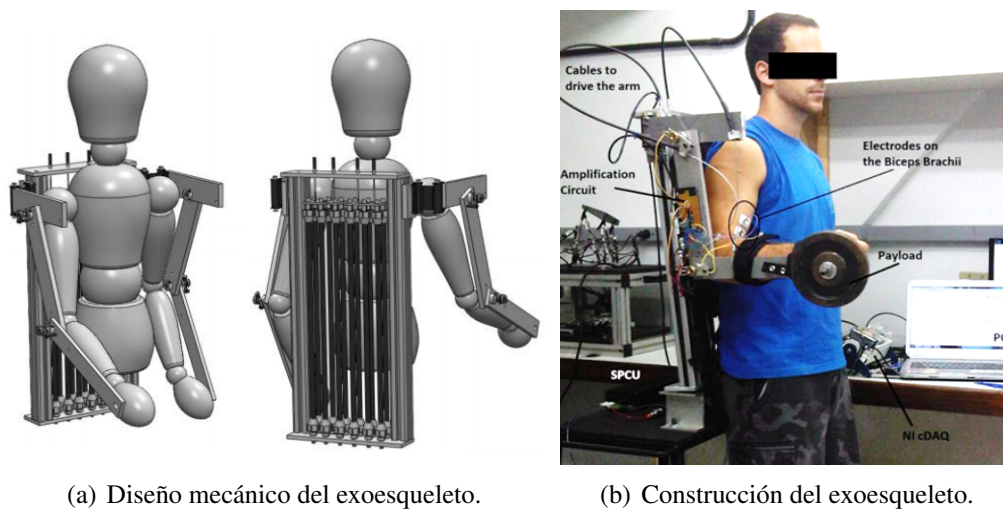 Cables to
drive the arm
Electrodes on
the Biceps Brachii
Amplification
Circuit
Payload
SPCU
NI cDAQ
(a) Diseño mecánico del exoesqueleto.
(b) Construcción del exoesqueleto.